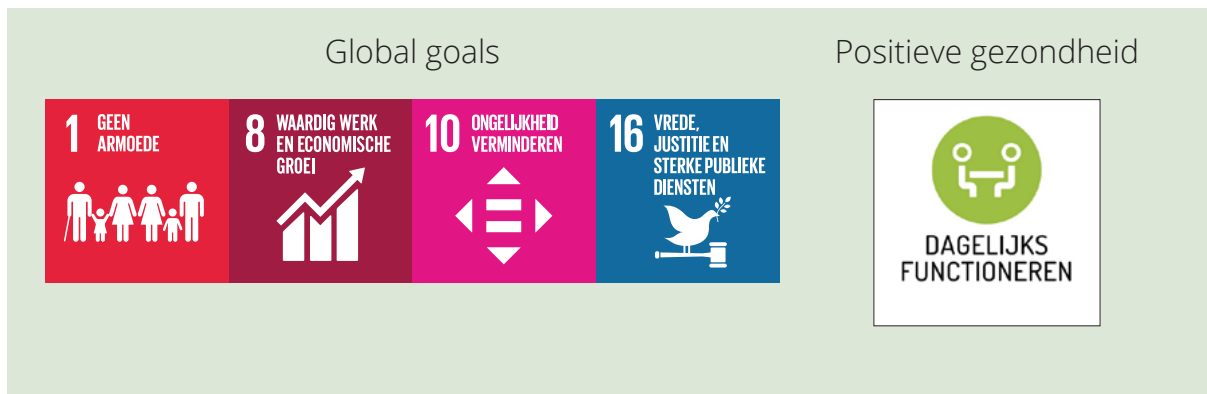 Global goals
Positieve gezondheid
1 GEEN
ARMOEDE
8 WAARDIG WERK
EN ECONOMISCHE
GROEI
10 ONGELIJKHEID
VERMINDEREN
16 VREDE,
JUSTITIE EN
STERKE PUBLIEKE
DIENSTEN
DAGELIJKS
FUNCTIONEREN